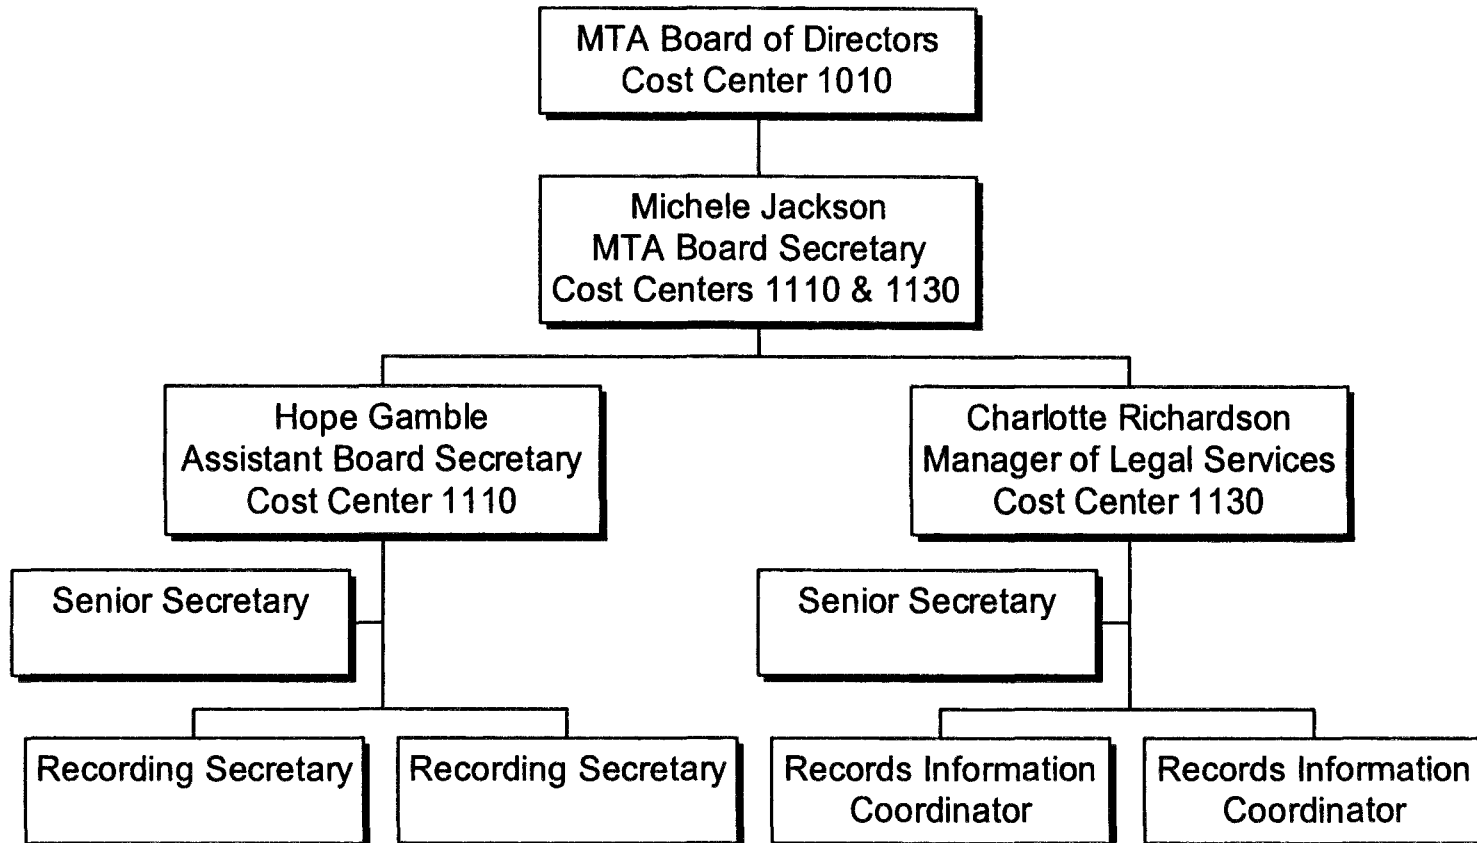 MTA Board of Directors
Cost Center 1010
Michele Jackson
MTA Board Secretary
Cost Centers 1110 & 1130
Hope Gamble
Assistant Board Secretary
Cost Center 1110
Charlotte Richardson
Manager of Legal Services
Cost Center 1130
Senior Secretary
Senior Secretary
Recording Secretary
Recording Secretary
Records Information
Coordinator
Records Information
Coordinator